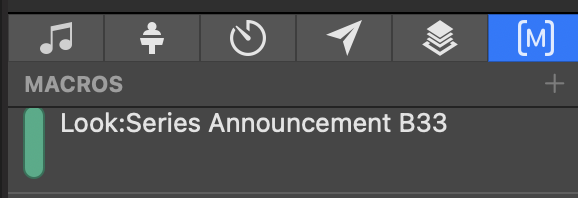 [M]
MACROS
Look:Series Announcement B33